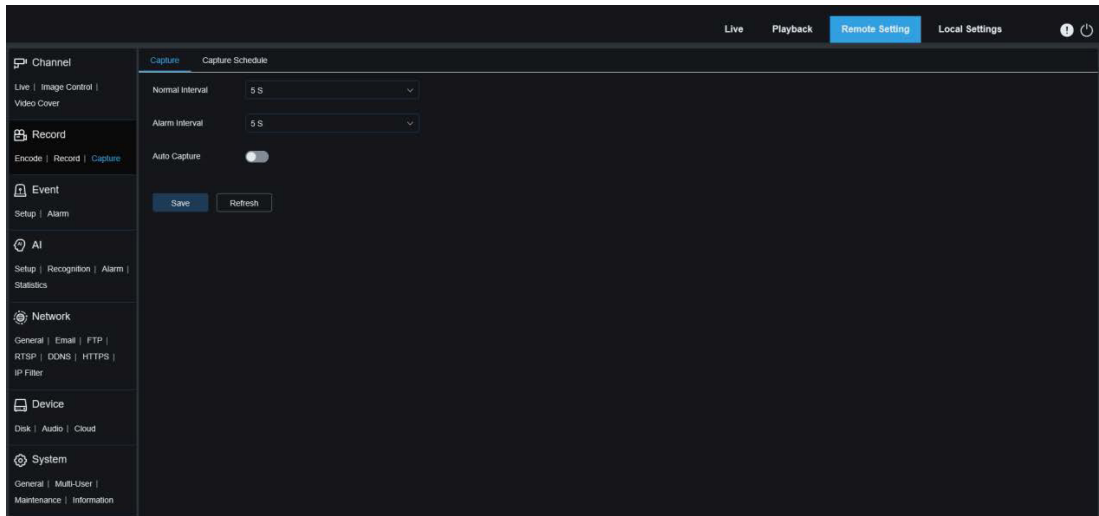 Live Playback Remote Setting Local Settings
Channel
Live | Image Control |
Video Cover
Record
Encode | Record | Capture
Event
Setup | Alarm
AI
Setup | Recognition | Alarm |
Statistics
Network
General | Email | FTP |
RTSP | DDNS | HTTPS |
IP Filter
Device
Disk | Audio | Cloud
System
General | Multi-User |
Maintenance | Information
Capture Capture Schedule
Normal Interval 5 S
Alarm Interval 5 S
Auto Capture
Save Refresh